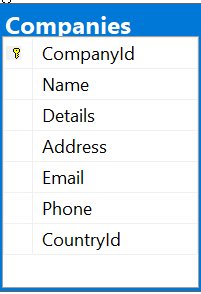 Companies
CompanyId
Name
Details
Address
Email
Phone
CountryId